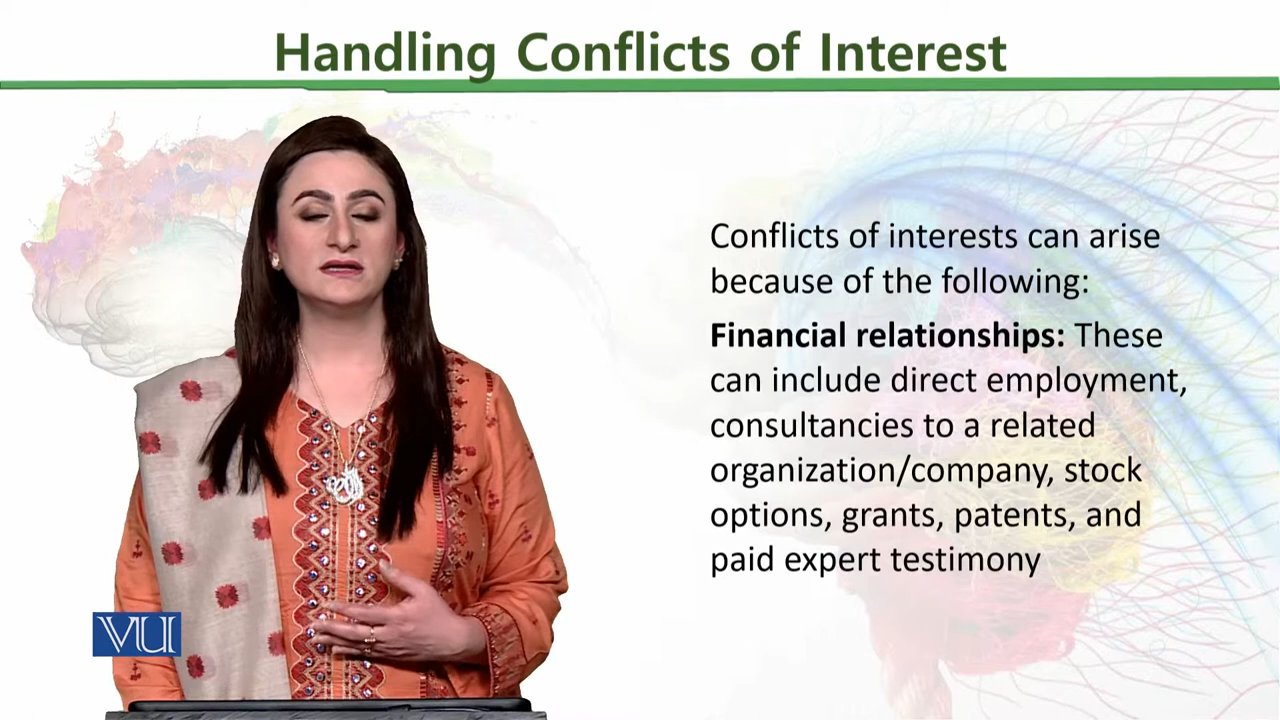 Handling Conflicts of Interest
Conflicts of interests can arise
because of the following:
Financial relationships: These
can include direct employment,
consultancies to a related
organization/company, stock
options, grants, patents, and
paid expert testimony
VU